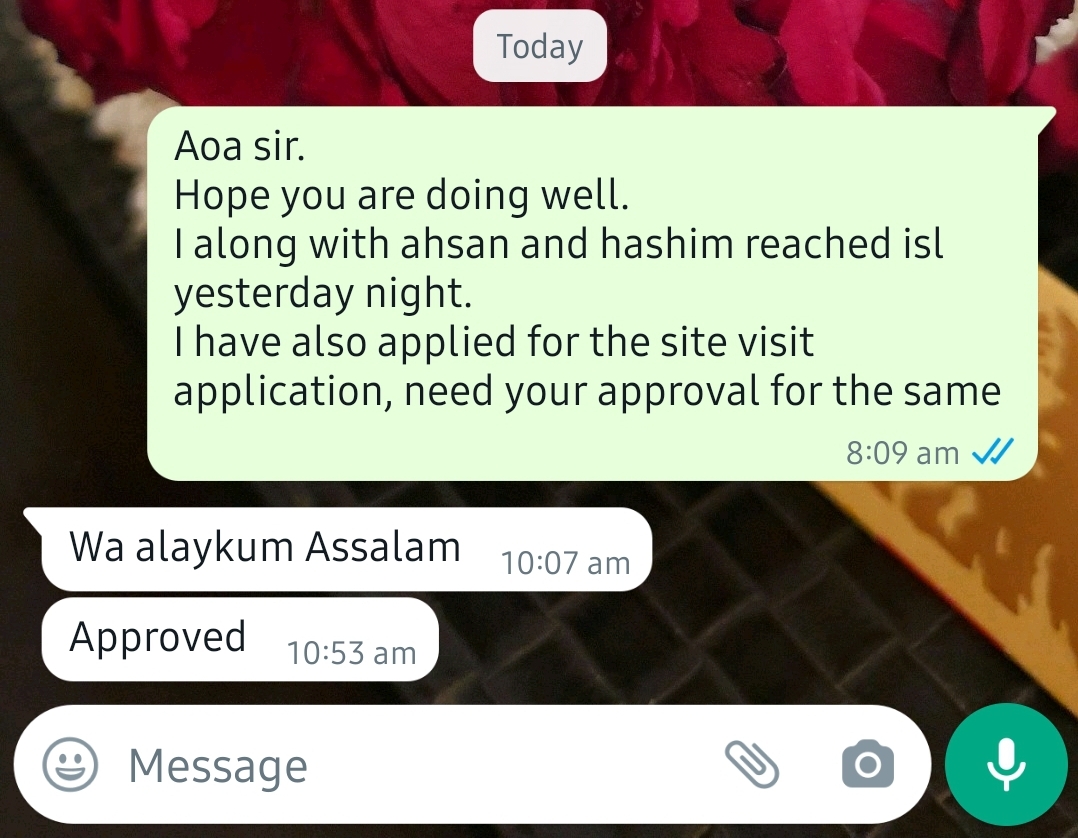 Today
Aoa sir.
Hope you are doing well.
I along with ahsan and hashim reached isl
yesterday night.
I have also applied for the site visit
application, need your approval for the same
8:09 am
Wa alaykum Assalam 10:07 am
Approved 10:53 am
Message